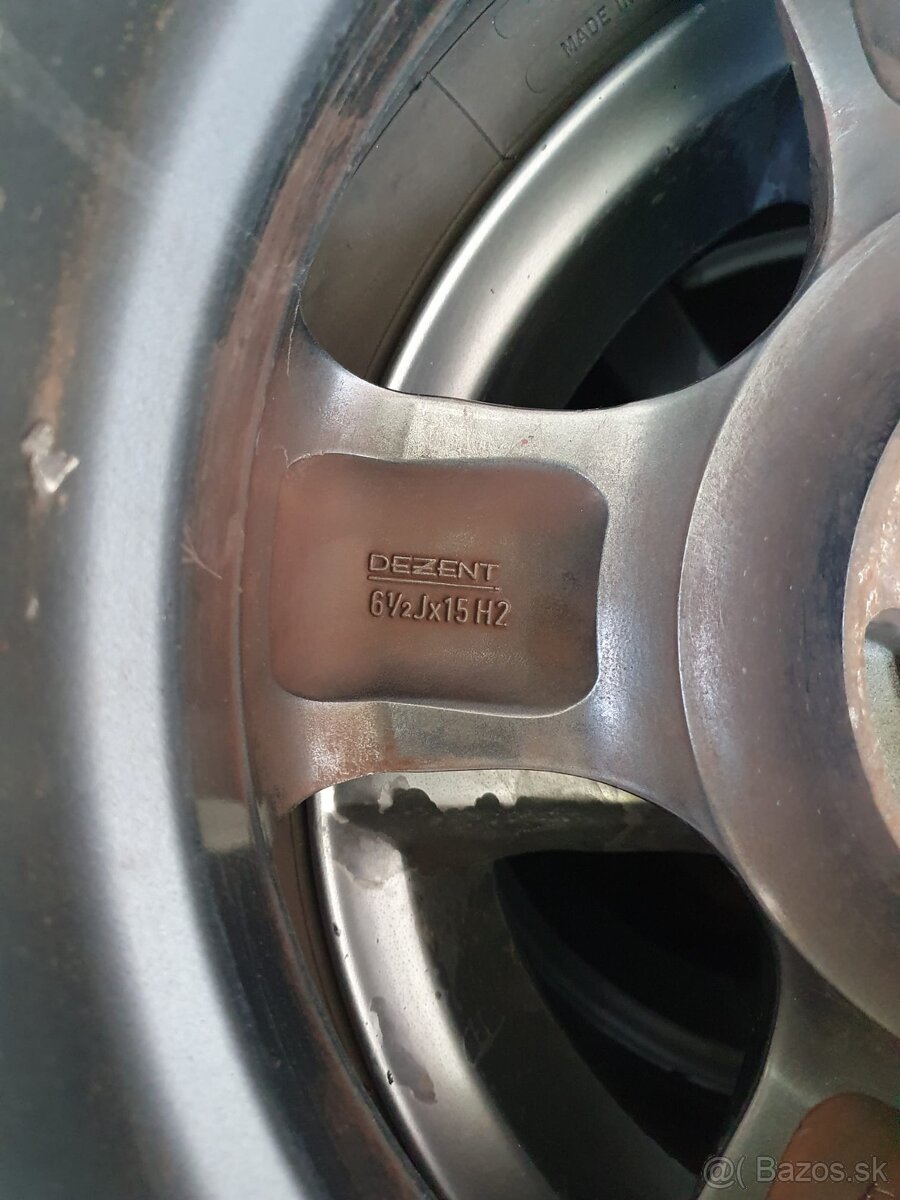 MADE IN
DEZENT
6½Jx15 H2
@( Bazos.sk